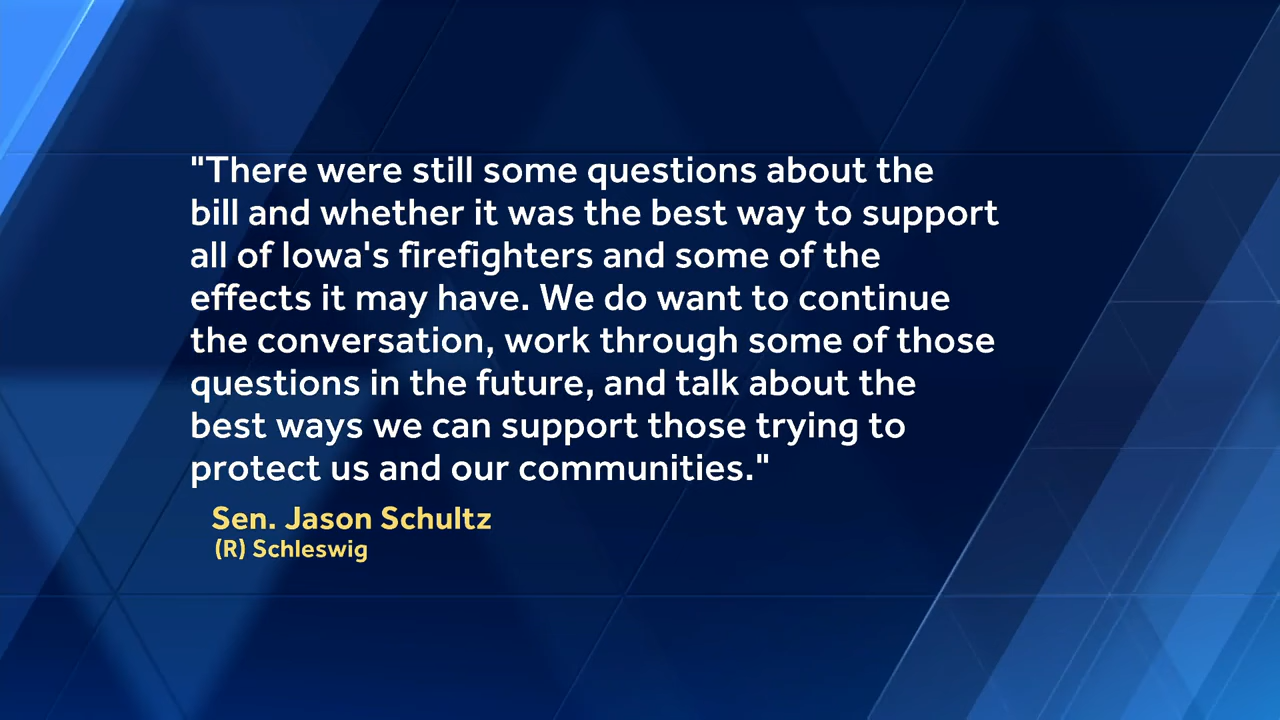 "There were still some questions about the
bill and whether it was the best way to support
all of Iowa's firefighters and some of the
effects it may have. We do want to continue
the conversation, work through some of those
questions in the future, and talk about the
best ways we can support those trying to
protect us and our communities."
Sen. Jason Schultz
(R) Schleswig